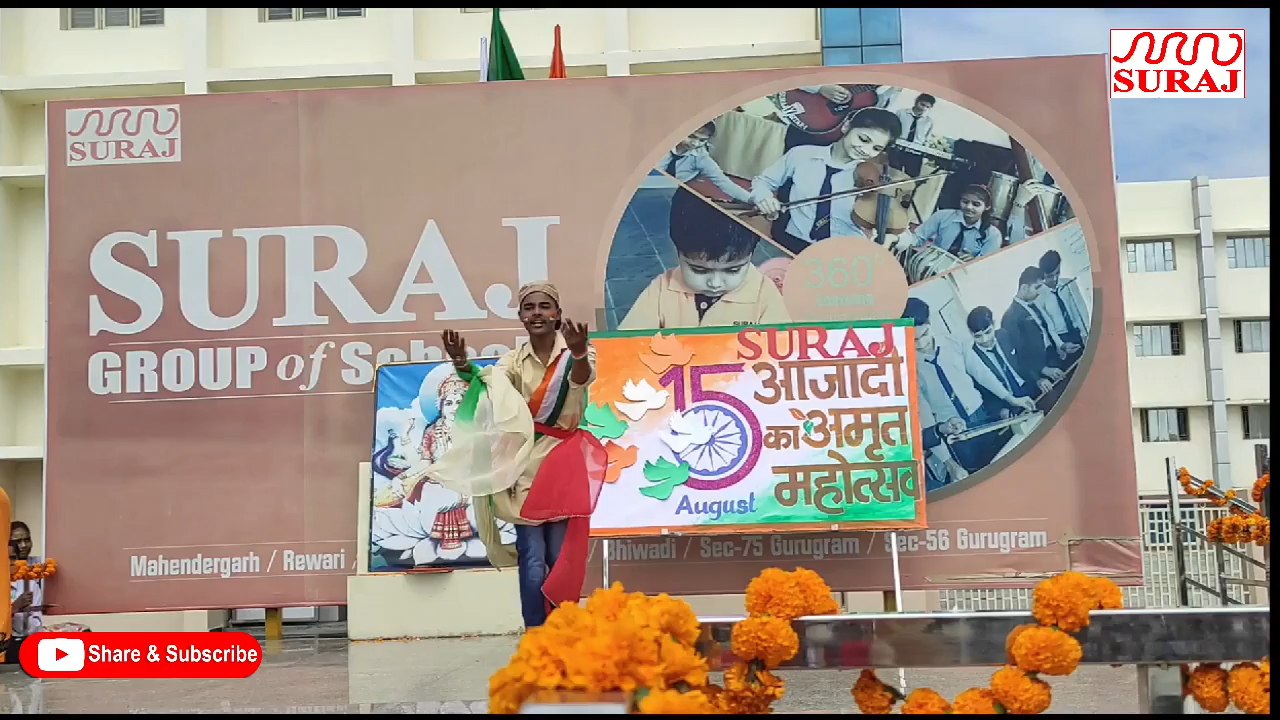 SURAJ
SURAJ
SURAJ
GROUP of
360°
SURAJ
15
आजादी
का अमृत
महोत्सव
August
Mahendergarh / Rewari / Bhiwadi / Sec-75 Gurugram / Sec-56 Gurugram
Share & Subscribe